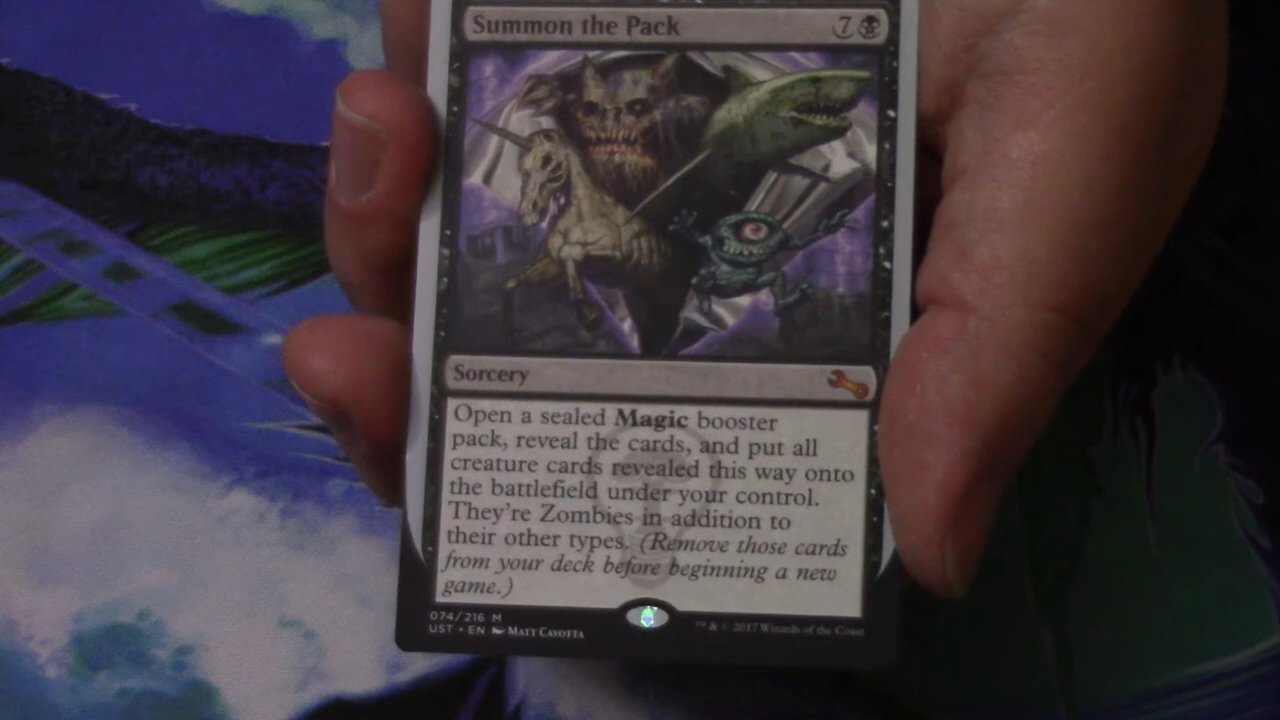 Summon the Pack 7
Sorcery
Open a sealed Magic booster
pack, reveal the cards, and put all
creature cards revealed this way onto
the battlefield under your control.
They're Zombies in addition to
their other types. (Remove those cards
from your deck before beginning a new
game.)
074/216 M
UST • EN MATT CAVOTTA
™ & © 2017 Wizards of the Coast